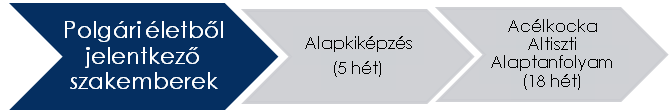 Polgári életből
jelentkező
szakemberek
Alapkiképzés
(5 hét)
Acélkocka
Altiszti
Alaptanfolyam
(18 hét)